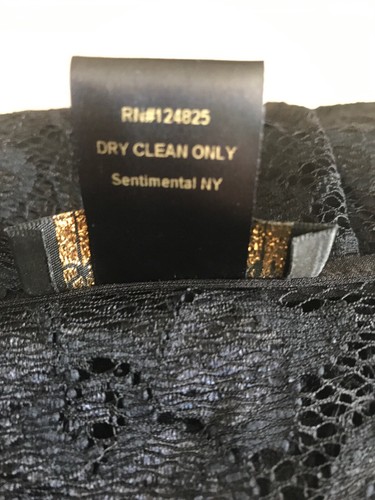 RN#124825
DRY CLEAN ONLY
Sentimental NY